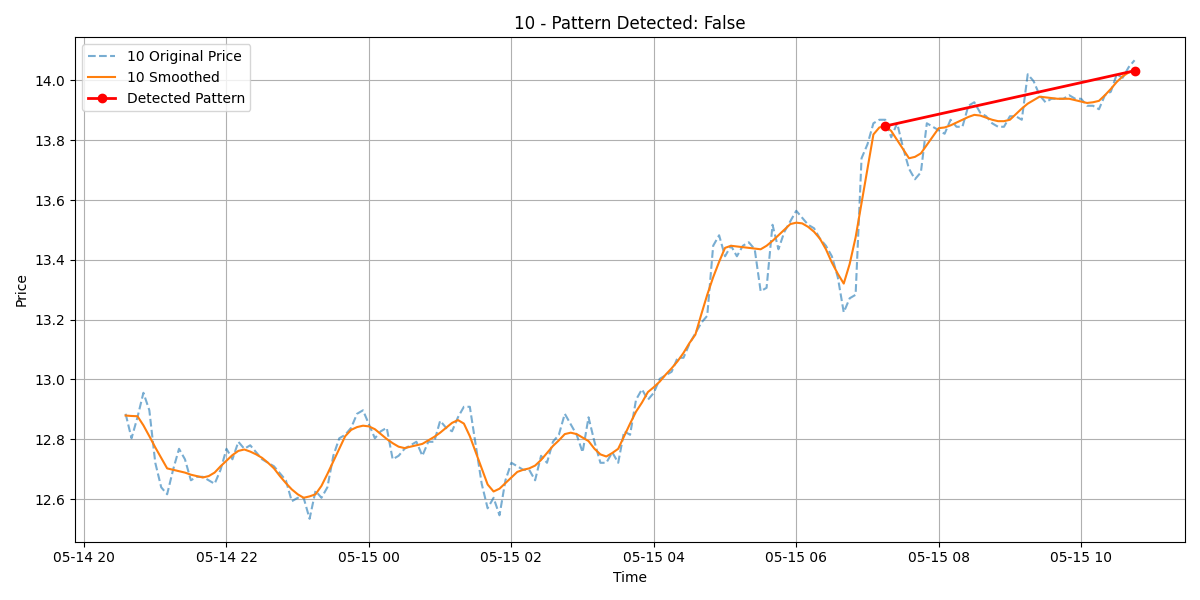 10 - Pattern Detected: False
10 Original Price
10 Smoothed
Detected Pattern
Price
14.0
13.8
13.6
13.4
13.2
13.0
12.8
12.6
05-14 20 05-14 22 05-15 00 05-15 02 05-15 04 05-15 06 05-15 08 05-15 10
Time